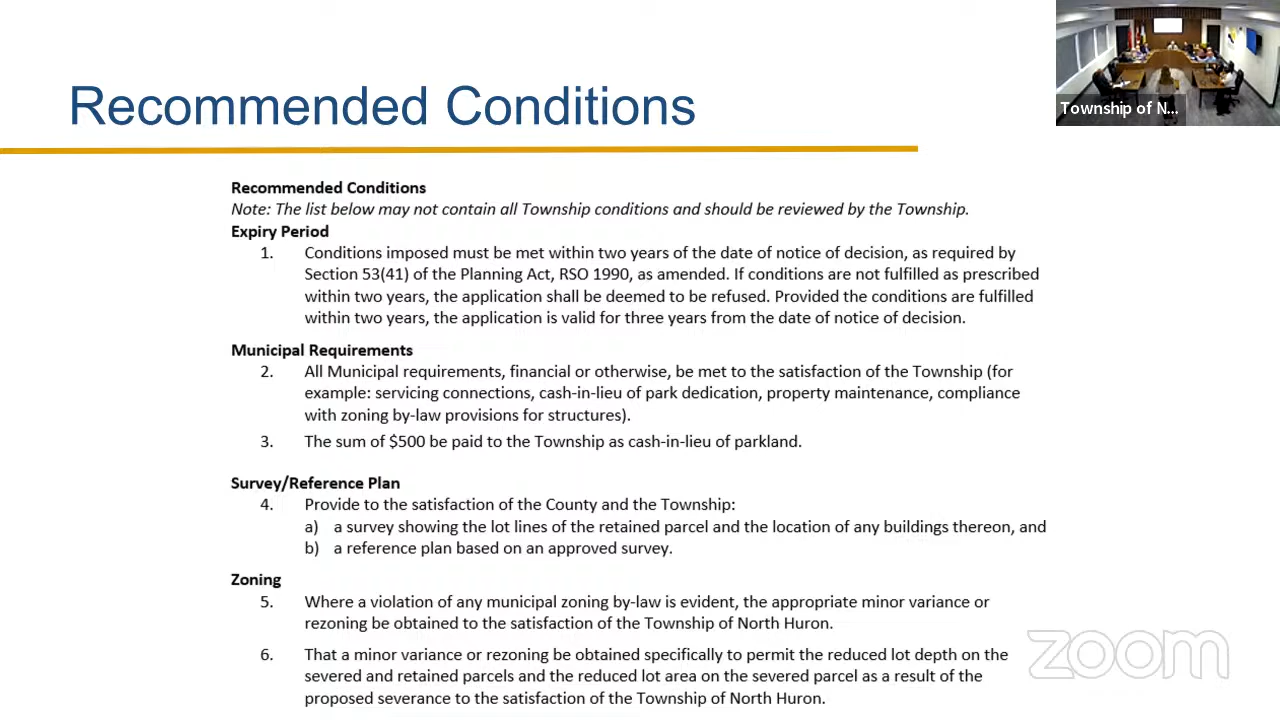 Recommended Conditions
Township of N...
Recommended Conditions
Note: The list below may not contain all Township conditions and should be reviewed by the Township.
Expiry Period
1. Conditions imposed must be met within two years of the date of notice of decision, as required by
Section 53(41) of the Planning Act, RSO 1990, as amended. If conditions are not fulfilled as prescribed
within two years, the application shall be deemed to be refused. Provided the conditions are fulfilled
within two years, the application is valid for three years from the date of notice of decision.
Municipal Requirements
2. All Municipal requirements, financial or otherwise, be met to the satisfaction of the Township (for
example: servicing connections, cash-in-lieu of park dedication, property maintenance, compliance
with zoning by-law provisions for structures).
3. The sum of $500 be paid to the Township as cash-in-lieu of parkland.
Survey/Reference Plan
4. Provide to the satisfaction of the County and the Township:
a) a survey showing the lot lines of the retained parcel and the location of any buildings thereon, and
b) a reference plan based on an approved survey.
Zoning
5. Where a violation of any municipal zoning by-law is evident, the appropriate minor variance or
rezoning be obtained to the satisfaction of the Township of North Huron.
6. That a minor variance or rezoning be obtained specifically to permit the reduced lot depth on the
severed and retained parcels and the reduced lot area on the severed parcel as a result of the
proposed severance to the satisfaction of the Township of North Huron.
zoom